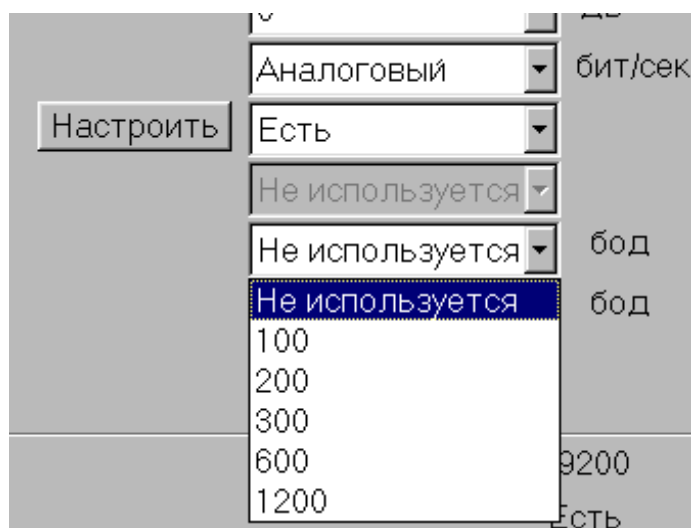 Аналоговый бит/сек
Настроить Есть
Не используется
Не используется бод
Не используется бод
100
200
300
600 9200
1200 Есть